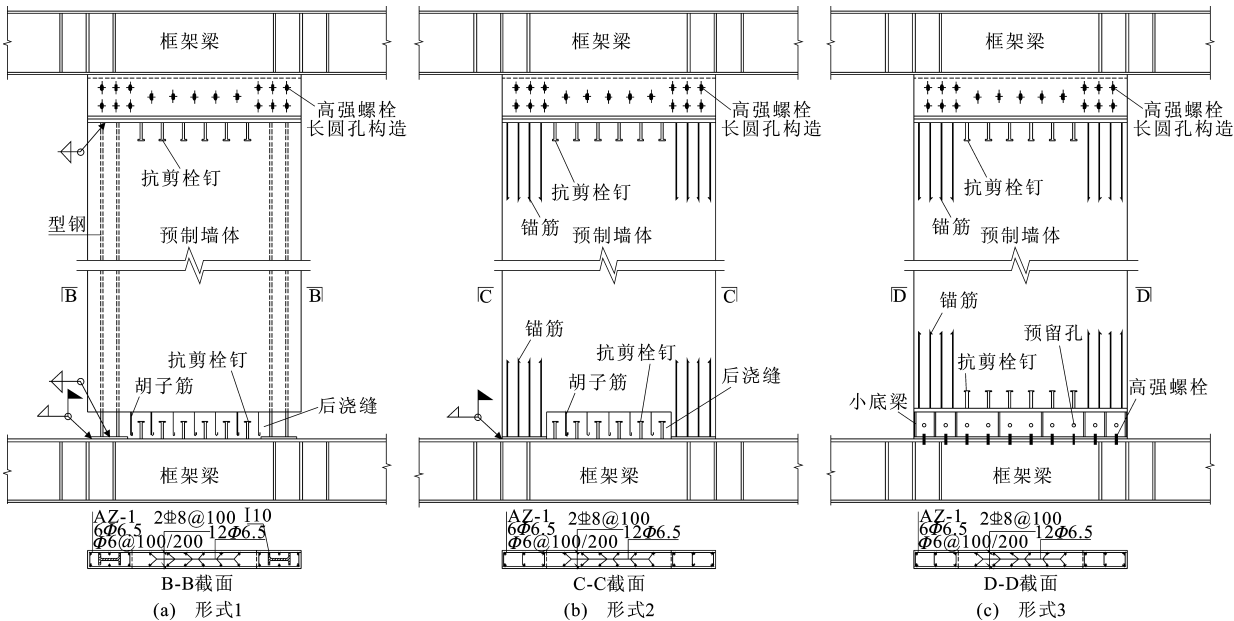 框架梁
高强螺栓
长圆孔构造
抗剪栓钉
型钢
预制墙体
B
B
抗剪栓钉
胡子筋
后浇缝
框架梁
AZ-1
2Φ8@100
I10
6Φ6.5
12Φ6.5
Φ6@100/200
B-B截面
(a) 形式1
框架梁
高强螺栓
长圆孔构造
抗剪栓钉
锚筋
预制墙体
C
C
锚筋
抗剪栓钉
胡子筋
后浇缝
框架梁
AZ-1
2Φ8@100
6Φ6.5
12Φ6.5
Φ6@100/200
C-C截面
(b) 形式2
框架梁
高强螺栓
长圆孔构造
抗剪栓钉
锚筋
预制墙体
D
D
锚筋
预留孔
抗剪栓钉
高强螺栓
小底梁
框架梁
AZ-1
2Φ8@100
6Φ6.5
12Φ6.5
Φ6@100/200
D-D截面
(c) 形式3